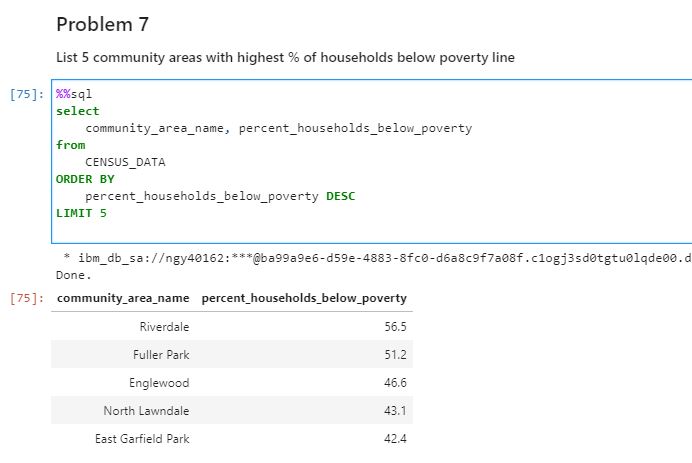 Problem 7
List 5 community areas with highest % of households below poverty line
[75]: %%sql
select
community_area_name, percent_households_below_poverty
from
CENSUS_DATA
ORDER BY
percent_households_below_poverty DESC
LIMIT 5
* ibm_db_sa://ngy40162:***@ba99a9e6-d59e-4883-8fc0-d6a8c9f7a08f.c1ogj3sd0tgtu0lqde00.d
Done.
[75]: community_area_name percent_households_below_poverty
Riverdale 56.5
Fuller Park 51.2
Englewood 46.6
North Lawndale 43.1
East Garfield Park 42.4